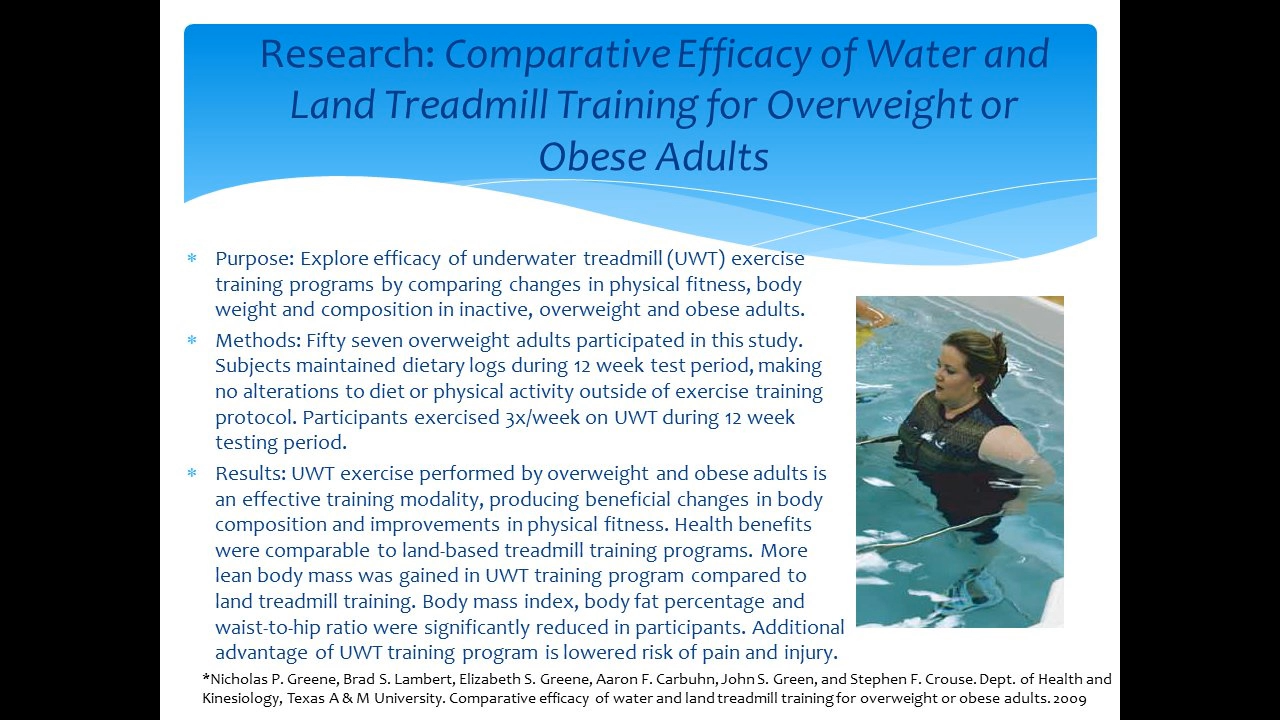 Research: Comparative Efficacy of Water and
Land Treadmill Training for Overweight or
Obese Adults
* Purpose: Explore efficacy of underwater treadmill (UWT) exercise
training programs by comparing changes in physical fitness, body
weight and composition in inactive, overweight and obese adults.
* Methods: Fifty seven overweight adults participated in this study.
Subjects maintained dietary logs during 12 week test period, making
no alterations to diet or physical activity outside of exercise training
protocol. Participants exercised 3x/week on UWT during 12 week
testing period.
* Results: UWT exercise performed by overweight and obese adults is
an effective training modality, producing beneficial changes in body
composition and improvements in physical fitness. Health benefits
were comparable to land-based treadmill training programs. More
lean body mass was gained in UWT training program compared to
land treadmill training. Body mass index, body fat percentage and
waist-to-hip ratio were significantly reduced in participants. Additional
advantage of UWT training program is lowered risk of pain and injury.
*Nicholas P. Greene, Brad S. Lambert, Elizabeth S. Greene, Aaron F. Carbuhn, John S. Green, and Stephen F. Crouse. Dept. of Health and
Kinesiology, Texas A & M University. Comparative efficacy of water and land treadmill training for overweight or obese adults. 2009